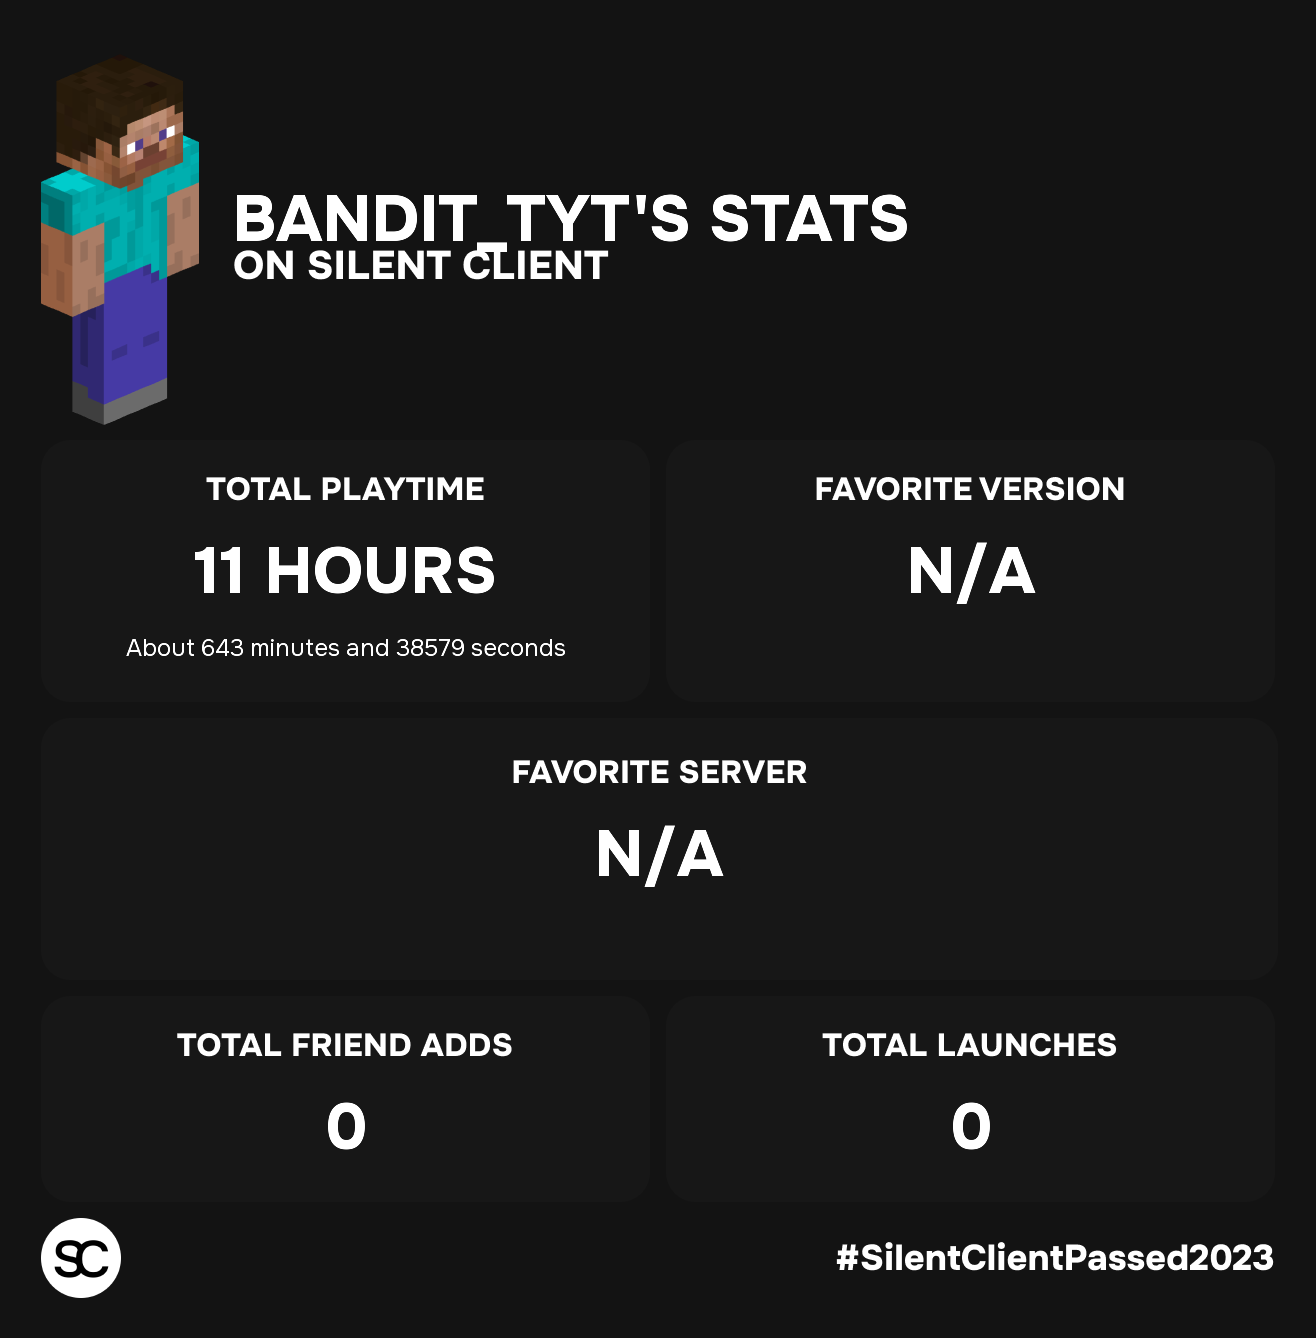 BANDIT_TYT'S STATS
ON SILENT CLIENT
TOTAL PLAYTIME
11 HOURS
About 643 minutes and 38579 seconds
FAVORITE VERSION
N/A
FAVORITE SERVER
N/A
TOTAL FRIEND ADDS
0
TOTAL LAUNCHES
0
SC
#SilentClientPassed2023